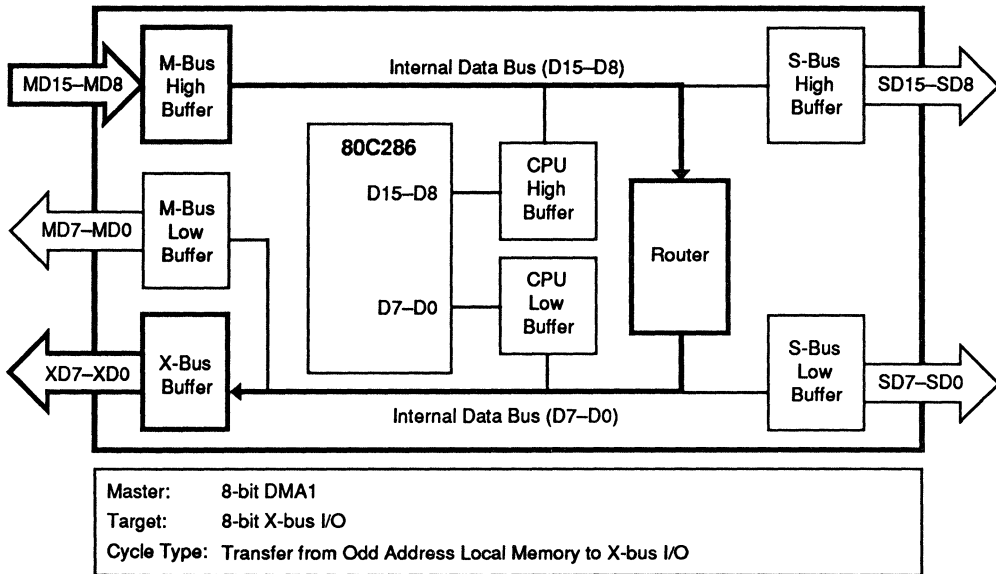 MD15–MD8
M-Bus
High
Buffer
Internal Data Bus (D15–D8)
S-Bus
High
Buffer
SD15–SD8
80C286
D15–D8
CPU
High
Buffer
MD7–MD0
M-Bus
Low
Buffer
Router
D7–D0
CPU
Low
Buffer
XD7–XD0
X-Bus
Buffer
S-Bus
Low
Buffer
SD7–SD0
Internal Data Bus (D7–D0)
Master: 8-bit DMA1
Target: 8-bit X-bus I/O
Cycle Type: Transfer from Odd Address Local Memory to X-bus I/O